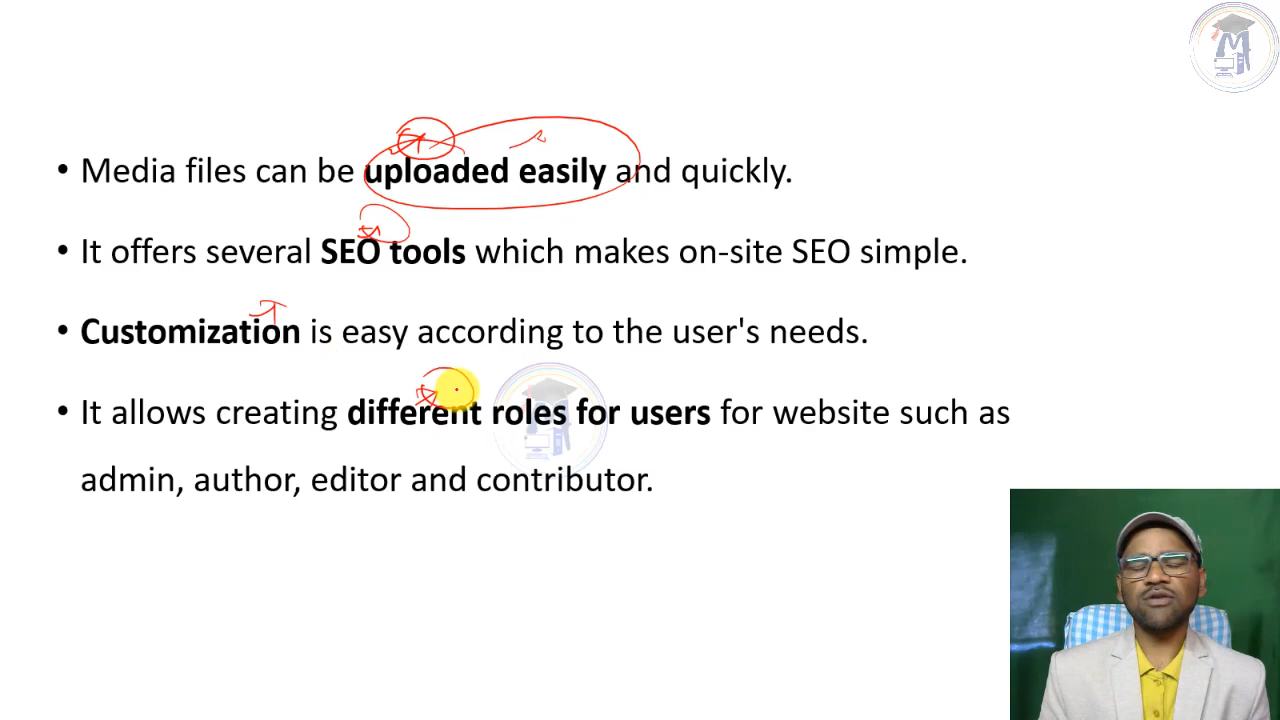 • Media files can be uploaded easily and quickly.
• It offers several SEO tools which makes on-site SEO simple.
• Customization is easy according to the user's needs.
• It allows creating different roles for users for website such as
admin, author, editor and contributor.